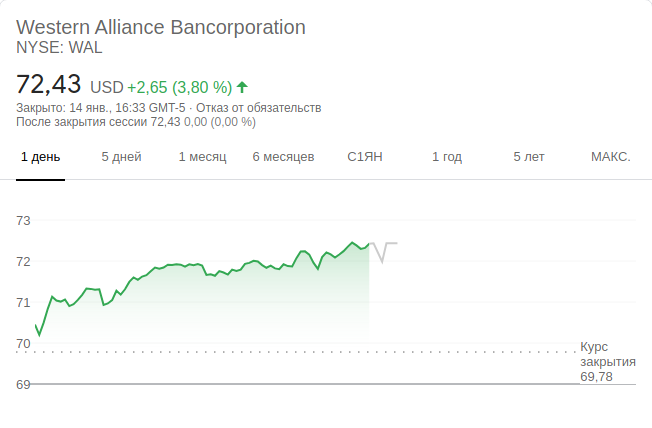 Western Alliance Bancorporation
NYSE: WAL
72,43 USD +2,65 (3,80 %)
Закрыто: 14 янв., 16:33 GMT-5 · Отказ от обязательств
После закрытия сессии 72,43 0,00 (0,00 %)
1 день 5 дней 1 месяц 6 месяцев С1ЯН 1 год 5 лет МАКС.
73
72
71
70
Курс
закрытия
69,78
69